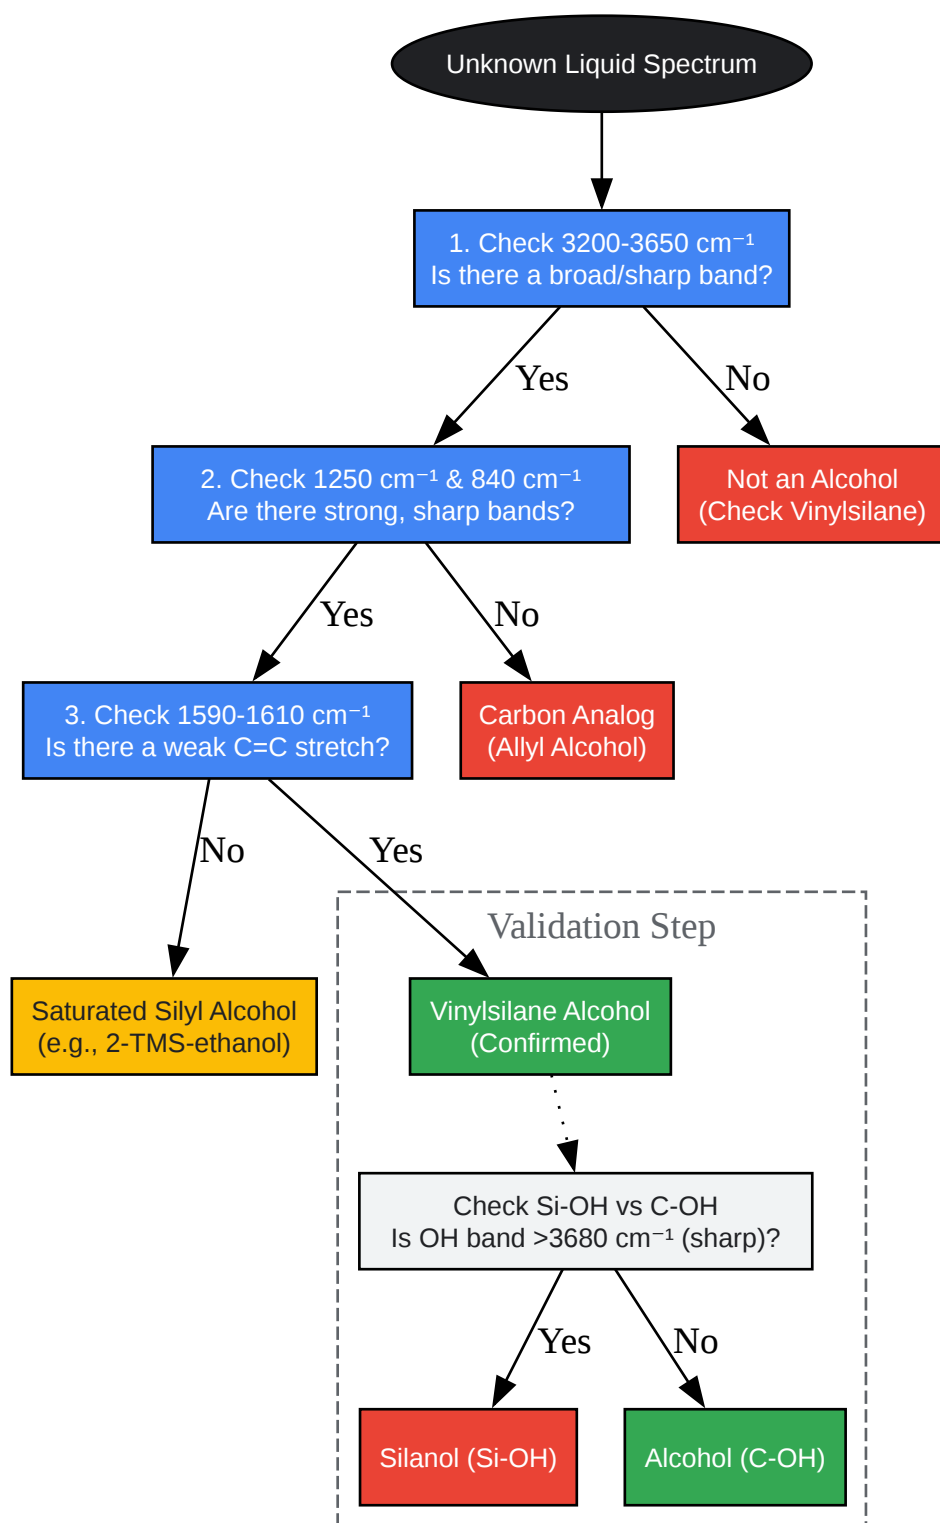 Unknown Liquid Spectrum
1. Check 3200-3650 cm⁻¹
Is there a broad/sharp band?
Yes
No
2. Check 1250 cm⁻¹ & 840 cm⁻¹
Are there strong, sharp bands?
Not an Alcohol
(Check Vinylsilane)
Yes
No
3. Check 1590-1610 cm⁻¹
Is there a weak C=C stretch?
Carbon Analog
(Allyl Alcohol)
No
Yes
Validation Step
Saturated Silyl Alcohol
(e.g., 2-TMS-ethanol)
Vinylsilane Alcohol
(Confirmed)
Check Si-OH vs C-OH
Is OH band >3680 cm⁻¹ (sharp)?
Yes
No
Silanol (Si-OH)
Alcohol (C-OH)